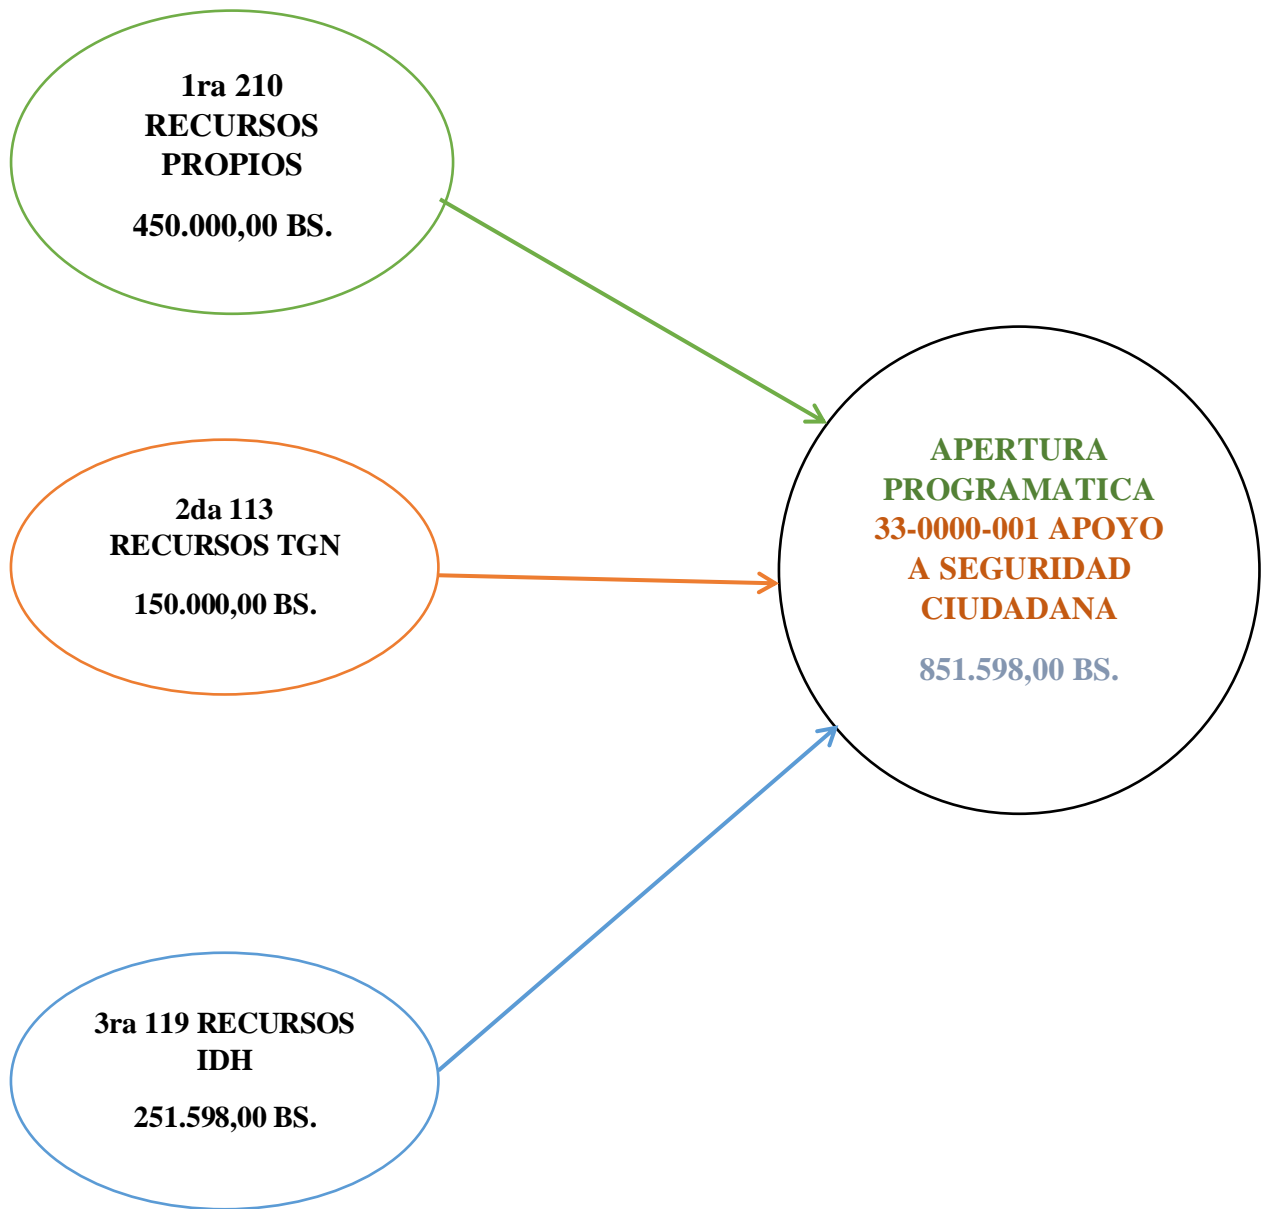 1ra 210
RECURSOS
PROPIOS
450.000,00 BS.
2da 113
RECURSOS TGN
150.000,00 BS.
3ra 119 RECURSOS
IDH
251.598,00 BS.
APERTURA
PROGRAMATICA
33-0000-001 APOYO
A SEGURIDAD
CIUDADANA
851.598,00 BS.